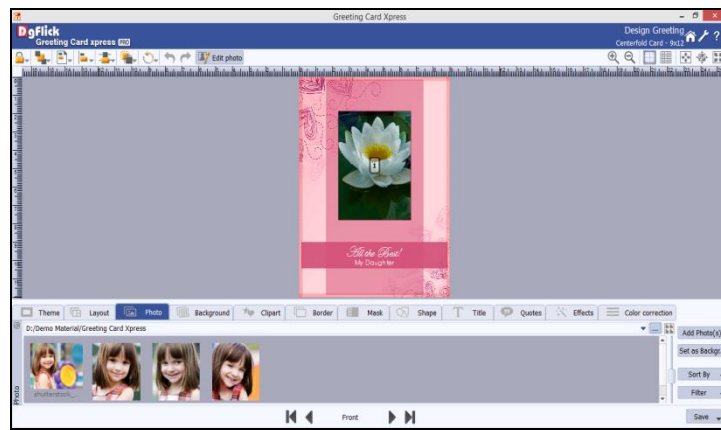 Greeting Card Xpress
DgFlick
Greeting Card xpress PRO
Design Greeting
Centerfold Card - 9x12
Edit photo
1
All the Best!
My Daughter
Theme Layout Photo Background Clipart Border Mask Shape Title Quotes Effects Color correction
D:/Demo Material/Greeting Card Xpress
Add Photo(s)
Set as Backgr
shutterstock_...
Sort By
Filter
Photo
Front
Save